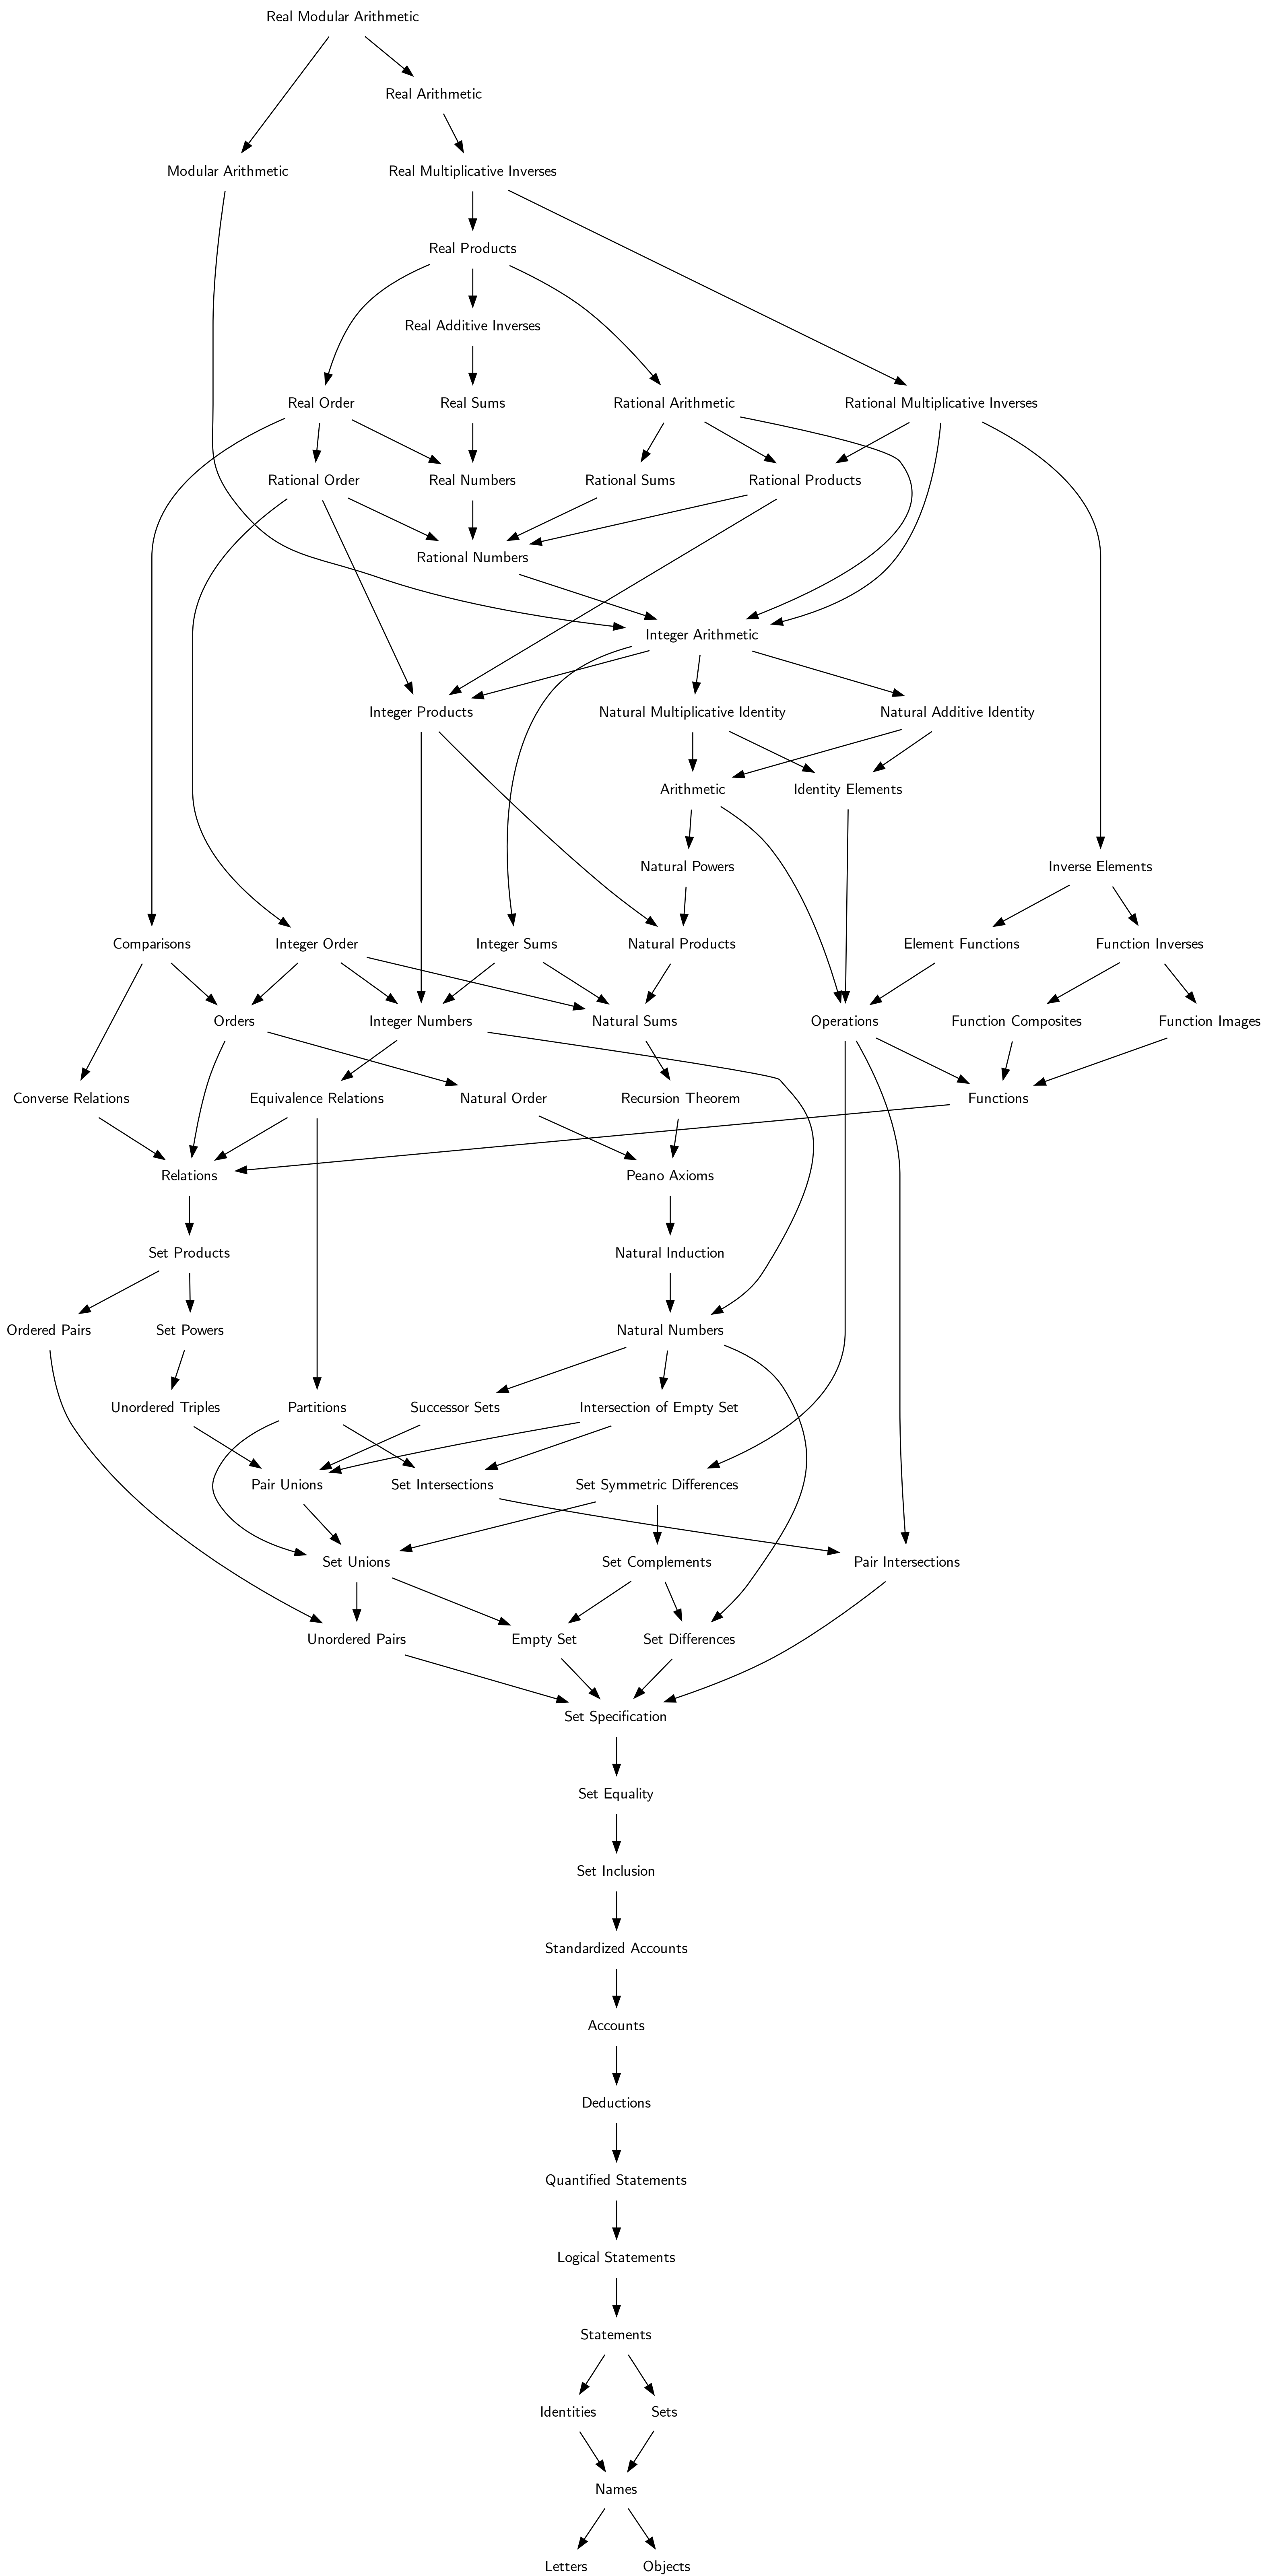 Real Modular Arithmetic
Real Arithmetic
Modular Arithmetic
Real Multiplicative Inverses
Real Products
Real Additive Inverses
Real Order
Real Sums
Rational Arithmetic
Rational Multiplicative Inverses
Rational Order
Real Numbers
Rational Sums
Rational Products
Rational Numbers
Integer Arithmetic
Integer Products
Natural Multiplicative Identity
Natural Additive Identity
Arithmetic
Identity Elements
Natural Powers
Inverse Elements
Comparisons
Integer Order
Integer Sums
Natural Products
Element Functions
Function Inverses
Orders
Integer Numbers
Natural Sums
Operations
Function Composites
Function Images
Converse Relations
Equivalence Relations
Natural Order
Recursion Theorem
Functions
Relations
Peano Axioms
Set Products
Natural Induction
Ordered Pairs
Set Powers
Natural Numbers
Unordered Triples
Partitions
Successor Sets
Intersection of Empty Set
Pair Unions
Set Intersections
Set Symmetric Differences
Set Unions
Set Complements
Pair Intersections
Unordered Pairs
Empty Set
Set Differences
Set Specification
Set Equality
Set Inclusion
Standardized Accounts
Accounts
Deductions
Quantified Statements
Logical Statements
Statements
Identities
Sets
Names
Letters
Objects